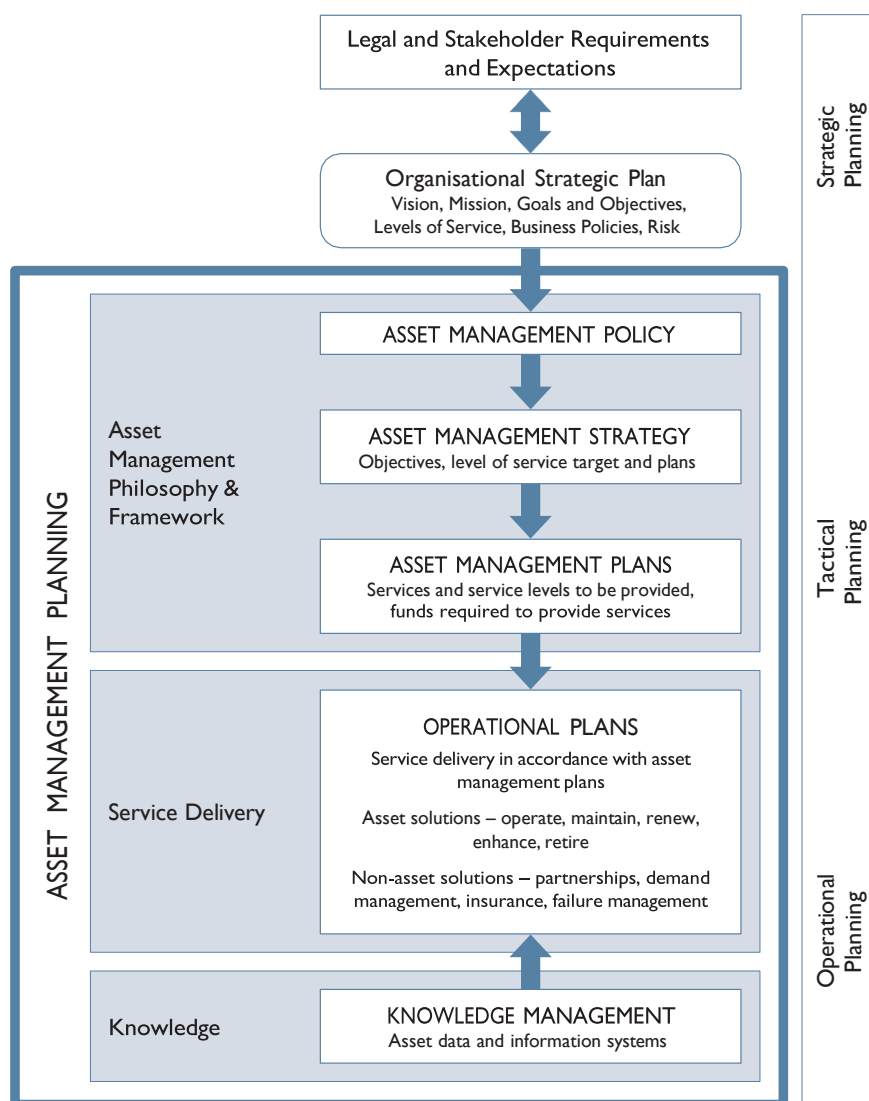 Legal and Stakeholder Requirements
and Expectations
Strategic
Planning
Organisational Strategic Plan
Vision, Mission, Goals and Objectives,
Levels of Service, Business Policies, Risk
ASSET MANAGEMENT PLANNING
Asset
Management
Philosophy &
Framework
ASSET MANAGEMENT POLICY
ASSET MANAGEMENT STRATEGY
Objectives, level of service target and plans
ASSET MANAGEMENT PLANS
Services and service levels to be provided,
funds required to provide services
Tactical
Planning
Service Delivery
OPERATIONAL PLANS
Service delivery in accordance with asset
management plans
Asset solutions – operate, maintain, renew,
enhance, retire
Non-asset solutions – partnerships, demand
management, insurance, failure management
Operational
Planning
Knowledge
KNOWLEDGE MANAGEMENT
Asset data and information systems